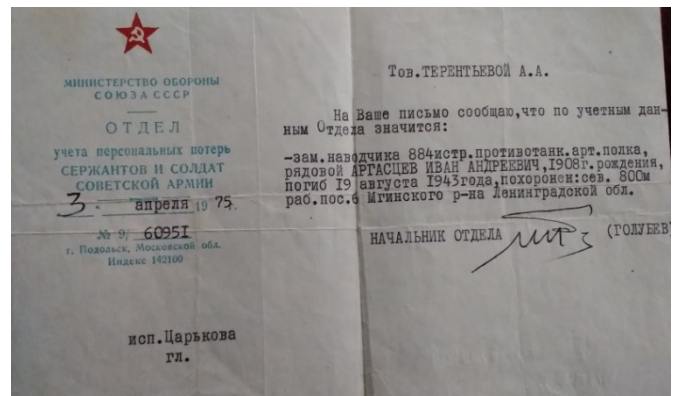 МИНИСТЕРСТВО ОБОРОНЫ
СОЮЗА ССР
ОТДЕЛ
учета персональных потерь
СЕРЖАНТОВ И СОЛДАТ
СОВЕТСКОЙ АРМИИ
3 апреля 1975.
№ 9/ 60951
г. Подольск, Московской обл.
Индекс 142100
исп.Царькова
гл.
Тов.ТЕРЕНТЬЕВОЙ А.А.
На Ваше письмо сообщаю,что по учетным дан-
ным Отдела значится:
-зам.наводчика 884истр.противотанк.арт.полка,
рядовой АРГАСЦЕВ ИВАН АНДРЕЕВИЧ,1908г.рождения,
погиб 19 августа 1943года,похоронен:сев. 800м
раб.пос.6 Мгинского р-на Ленинградской обл.
НАЧАЛЬНИК ОТДЕЛА (ГОЛУБЕВ